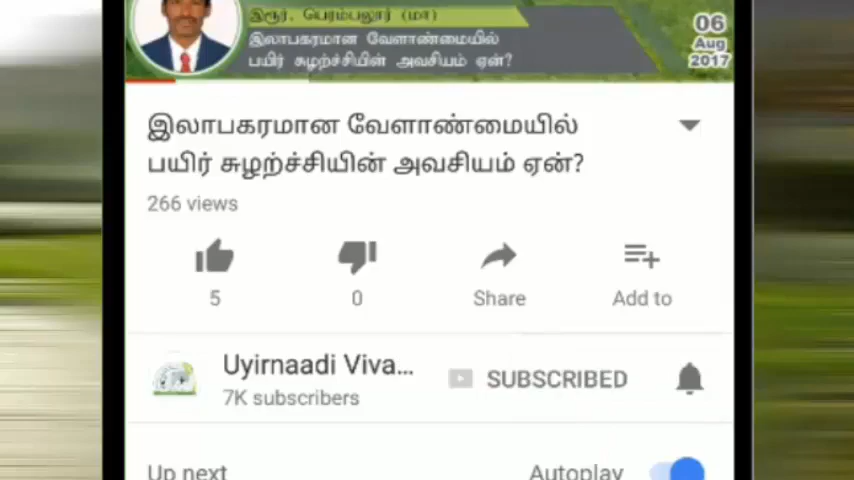 இரூர், பெரம்பலூர் (மா)
இலாபகரமான வேளாண்மையில்
பயிர் சுழற்ச்சியின் அவசியம் ஏன்?
06
Aug
2017
இலாபகரமான வேளாண்மையில்
பயிர் சுழற்ச்சியின் அவசியம் ஏன்?
266 views
5
0
Share
Add to
Uyirnaadi Viva...
SUBSCRIBED
7K subscribers
Up next
Autoplay